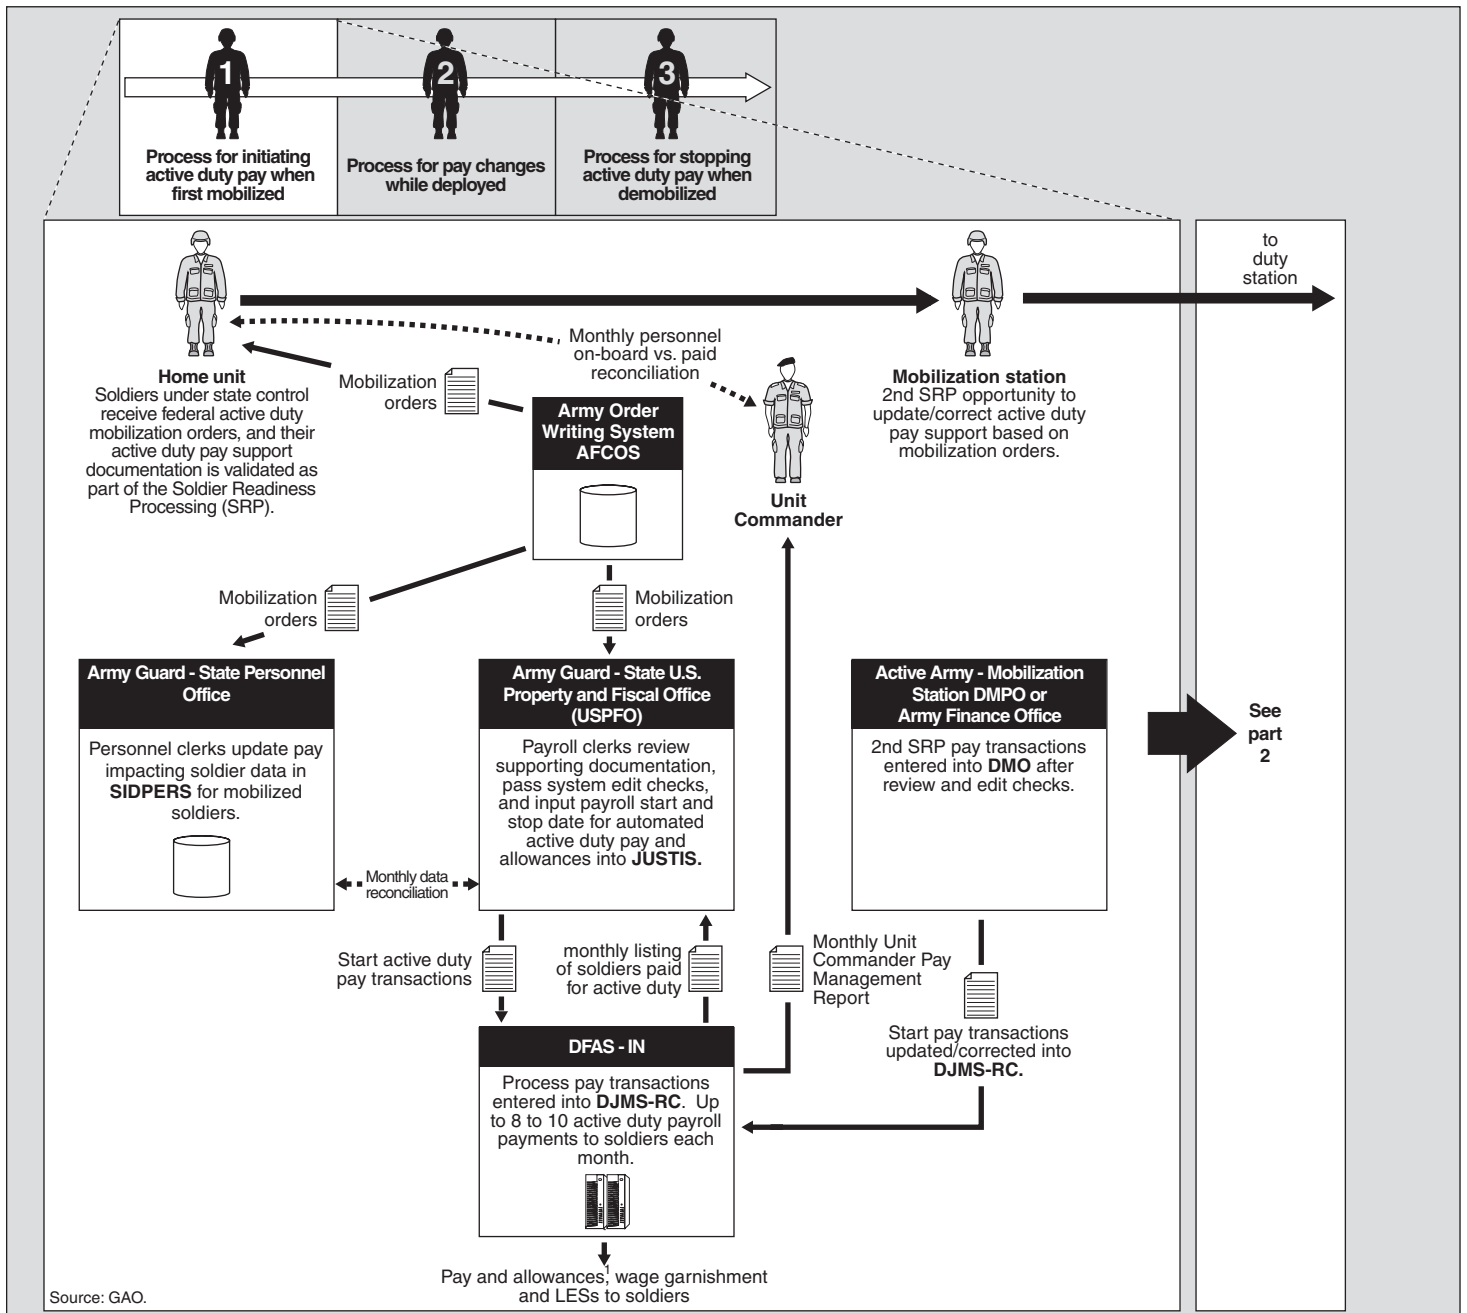 1
2
3
Process for initiating
active duty pay when
first mobilized
Process for pay changes
while deployed
Process for stopping
active duty pay when
demobilized
to
duty
station
Monthly personnel
on-board vs. paid
reconciliation
Home unit
Soldiers under state control
receive federal active duty
mobilization orders, and their
active duty pay support
documentation is validated as
part of the Soldier Readiness
Processing (SRP).
Mobilization
orders
Army Order
Writing System
AFCOS
Unit
Commander
Mobilization station
2nd SRP opportunity to
update/correct active duty
pay support based on
mobilization orders.
Mobilization
orders
Mobilization
orders
Army Guard - State Personnel
Office
Personnel clerks update pay
impacting soldier data in
SIDPERS for mobilized
soldiers.
Monthly data
reconciliation
Army Guard - State U.S.
Property and Fiscal Office
(USPFO)
Payroll clerks review
supporting documentation,
pass system edit checks,
and input payroll start and
stop date for automated
active duty pay and
allowances into JUSTIS.
Active Army - Mobilization
Station DMPO or
Army Finance Office
2nd SRP pay transactions
entered into DMO after
review and edit checks.
See
part
2
Start active duty
pay transactions
monthly listing
of soldiers paid
for active duty
Monthly Unit
Commander Pay
Management
Report
Start pay transactions
updated/corrected into
DJMS-RC.
DFAS - IN
Process pay transactions
entered into DJMS-RC. Up
to 8 to 10 active duty payroll
payments to soldiers each
month.
Pay and allowances,1 wage garnishment
and LESs to soldiers
Source: GAO.